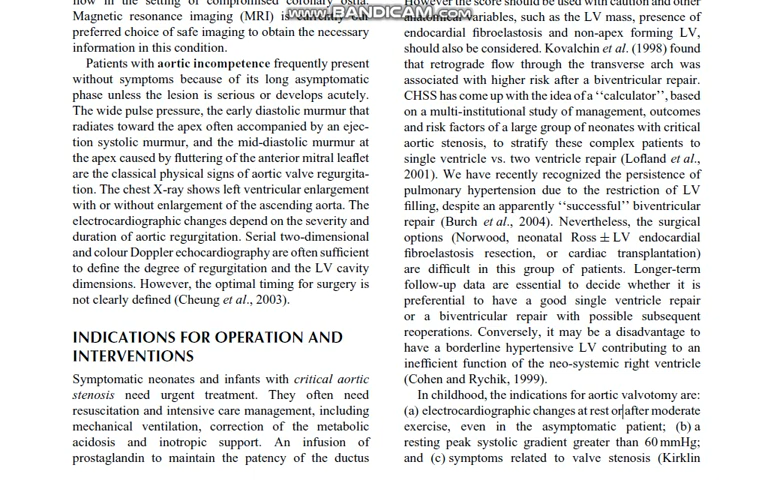 now in the setting of compromised coronary ostia.
Magnetic resonance imaging (MRI) is currently our
preferred choice of safe imaging to obtain the necessary
information in this condition.
Patients with aortic incompetence frequently present
without symptoms because of its long asymptomatic
phase unless the lesion is serious or develops acutely.
The wide pulse pressure, the early diastolic murmur that
radiates toward the apex often accompanied by an ejec-
tion systolic murmur, and the mid-diastolic murmur at
the apex caused by fluttering of the anterior mitral leaflet
are the classical physical signs of aortic valve regurgita-
tion. The chest X-ray shows left ventricular enlargement
with or without enlargement of the ascending aorta. The
electrocardiographic changes depend on the severity and
duration of aortic regurgitation. Serial two-dimensional
and colour Doppler echocardiography are often sufficient
to define the degree of regurgitation and the LV cavity
dimensions. However, the optimal timing for surgery is
not clearly defined (Cheung et al., 2003).
INDICATIONS FOR OPERATION AND
INTERVENTIONS
Symptomatic neonates and infants with critical aortic
stenosis need urgent treatment. They often need
resuscitation and intensive care management, including
mechanical ventilation, correction of the metabolic
acidosis and inotropic support. An infusion of
prostaglandin to maintain the patency of the ductus
However the score should be used with caution and other
anatomical variables, such as the LV mass, presence of
endocardial fibroelastosis and non-apex forming LV,
should also be considered. Kovalchin et al. (1998) found
that retrograde flow through the transverse arch was
associated with higher risk after a biventricular repair.
CHSS has come up with the idea of a ‘‘calculator’’, based
on a multi-institutional study of management, outcomes
and risk factors of a large group of neonates with critical
aortic stenosis, to stratify these complex patients to
single ventricle vs. two ventricle repair (Lofland et al.,
2001). We have recently recognized the persistence of
pulmonary hypertension due to the restriction of LV
filling, despite an apparently ‘‘successful’’ biventricular
repair (Burch et al., 2004). Nevertheless, the surgical
options (Norwood, neonatal Ross ± LV endocardial
fibroelastosis resection, or cardiac transplantation)
are difficult in this group of patients. Longer-term
follow-up data are essential to decide whether it is
preferential to have a good single ventricle repair
or a biventricular repair with possible subsequent
reoperations. Conversely, it may be a disadvantage to
have a borderline hypertensive LV contributing to an
inefficient function of the neo-systemic right ventricle
(Cohen and Rychik, 1999).
In childhood, the indications for aortic valvotomy are:
(a) electrocardiographic changes at rest or after moderate
exercise, even in the asymptomatic patient; (b) a
resting peak systolic gradient greater than 60 mmHg;
and (c) symptoms related to valve stenosis (Kirklin
www.BANDICAM.com